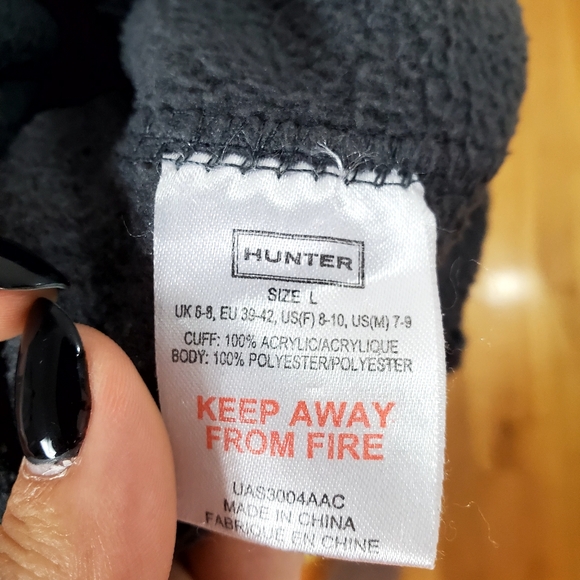 HUNTER
SIZE L
UK 6-8, EU 39-42, US(F) 8-10, US(M) 7-9
CUFF: 100% ACRYLIC/ACRYLIQUE
BODY: 100% POLYESTER/POLYESTER
KEEP AWAY
FROM FIRE
UAS3004AAC
MADE IN CHINA
FABRIQUE EN CHINE